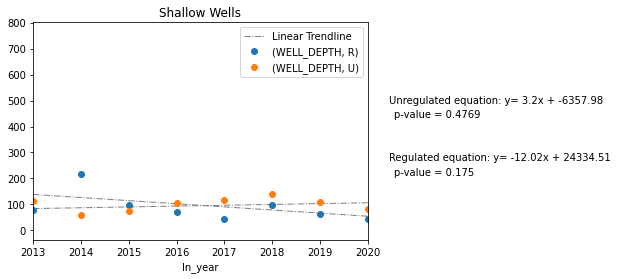 Shallow Wells
800
700
600
500
400
300
200
100
0
2013
2014
2015
2016
2017
2018
2019
2020
In_year
Linear Trendline
(WELL_DEPTH, R)
(WELL_DEPTH, U)
Unregulated equation: y= 3.2x + -6357.98
p-value = 0.4769
Regulated equation: y= -12.02x + 24334.51
p-value = 0.175